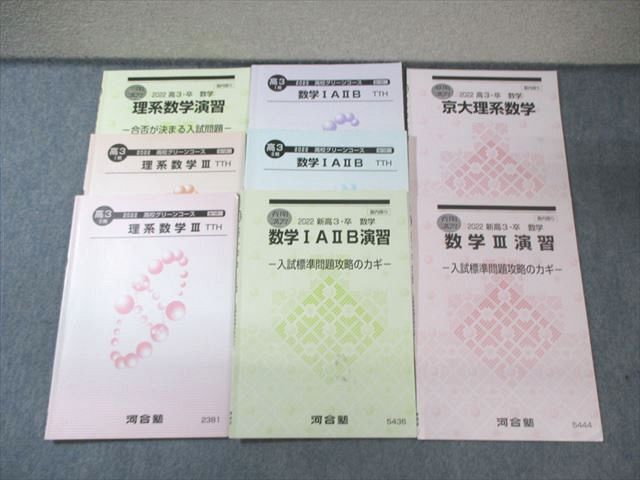 2022 高3・卒 数学
理系数学演習
－合否が決まる入試問題－
高3
2022 高校グリーンコース
数学ⅠAⅡB TTH
2022 高3・卒 数学
京大理系数学
高3
2022 高校グリーンコース
理系数学Ⅲ TTH
高3
2022 高校グリーンコース
数学ⅠAⅡB TTH
高3
2022 高校グリーンコース
理系数学Ⅲ TTH
河合塾
2381
2022 新高3・卒 数学
数学ⅠAⅡB演習
－入試標準問題攻略のカギ－
河合塾
5436
2022 新高3・卒 数学
数学Ⅲ演習
－入試標準問題攻略のカギ－
河合塾
5444